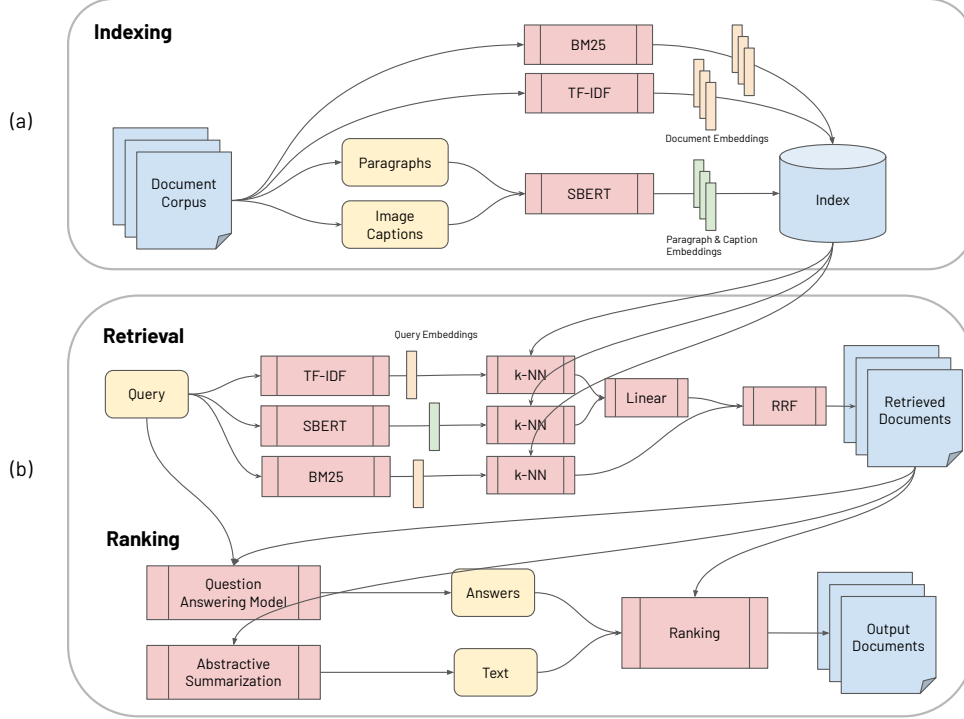 Indexing
(a)
BM25
TF-IDF
Document Embeddings
Document
Corpus
Paragraphs
Image
Captions
SBERT
Paragraph & Caption
Embeddings
Index
(b)
Retrieval
Query Embeddings
Query
TF-IDF
k-NN
SBERT
k-NN
BM25
k-NN
Linear
RRF
Retrieved
Documents
Ranking
Question
Answering Model
Answers
Abstractive
Summarization
Text
Ranking
Output
Documents